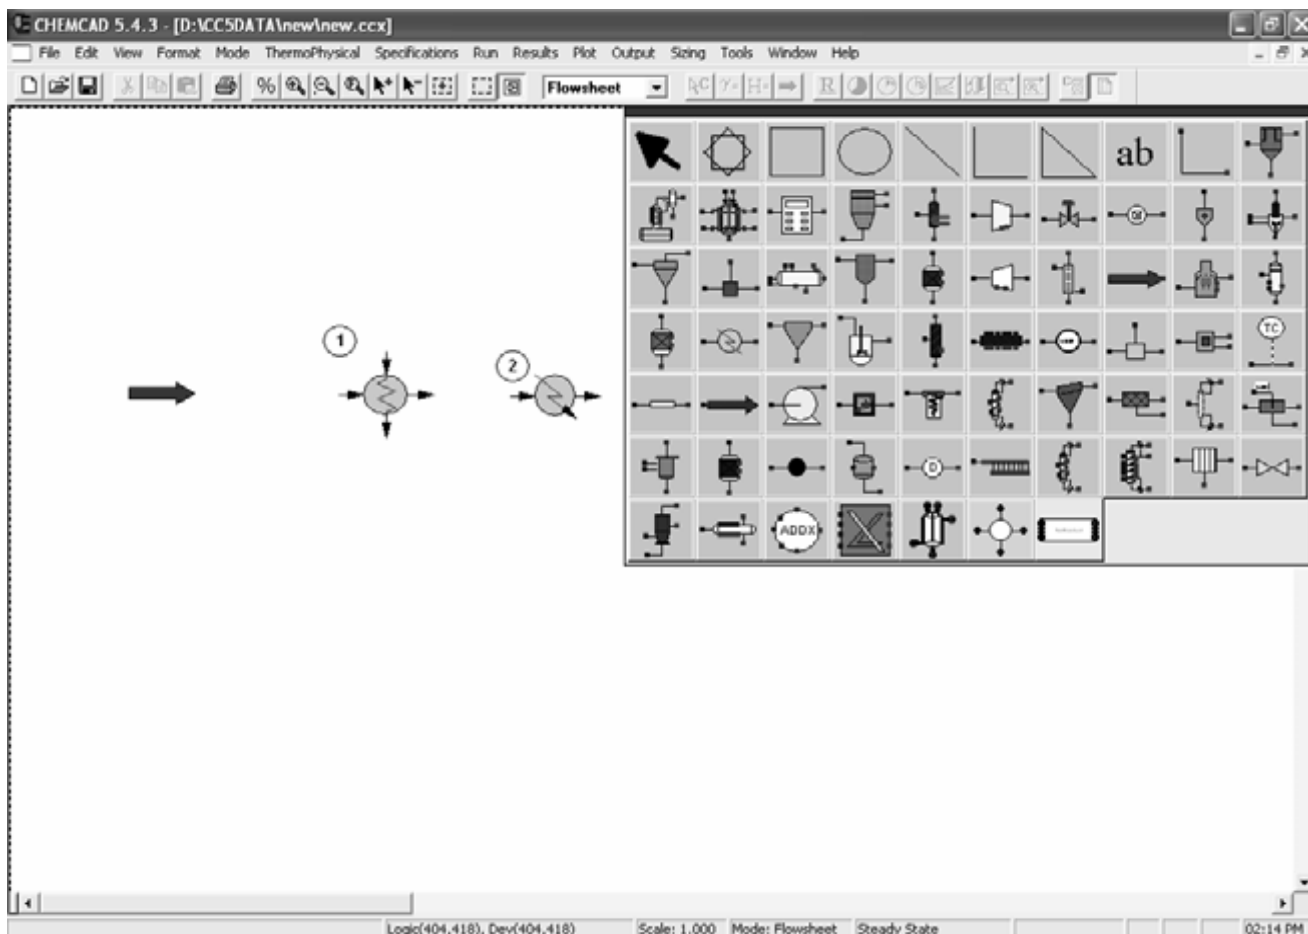 CHEMCAD 5.4.3 - [D:\CC5DATA\new\new.ccx]
File Edit View Format Mode ThermoPhysical Specifications Run Results Plot Output Sizing Tools Window Help
% Flowsheet R
ab
1
2
TC
D
ADDX
Logic(404,418), Dev(404,418) Scale: 1.000 Mode: Flowsheet Steady State 02:14 PM